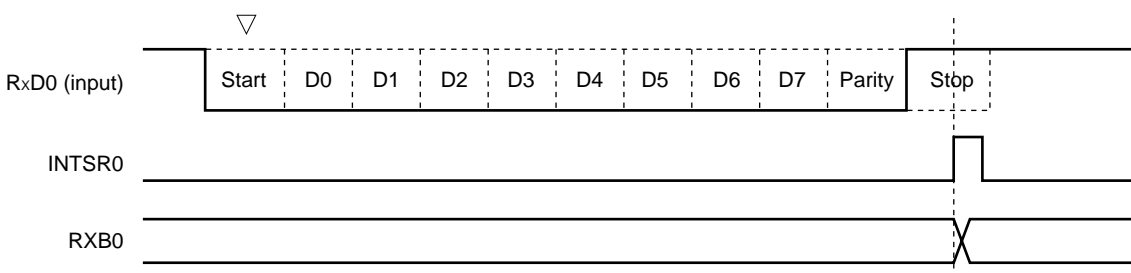 RxD0 (input) Start D0 D1 D2 D3 D4 D5 D6 D7 Parity Stop
INTSR0
RXB0